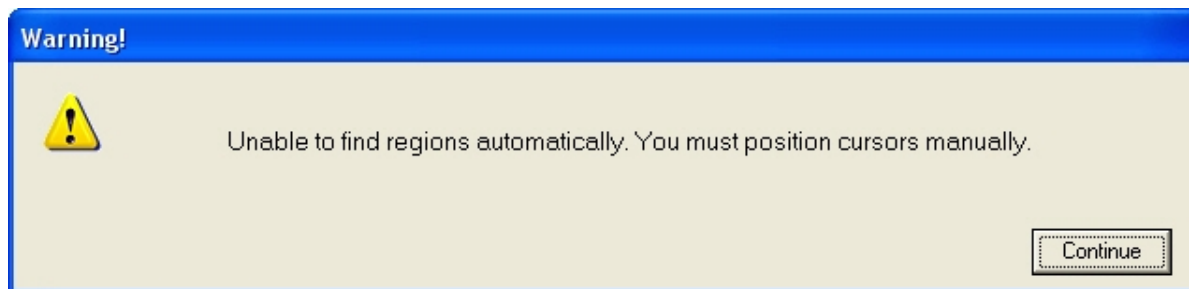 Warning!
Unable to find regions automatically. You must position cursors manually.
Continue